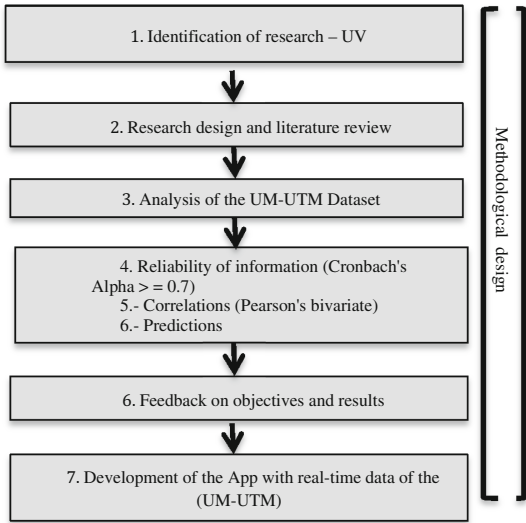 1. Identification of research – UV
2. Research design and literature review
3. Analysis of the UM-UTM Dataset
4. Reliability of information (Cronbach's
Alpha > = 0.7)
5.- Correlations (Pearson's bivariate)
6.- Predictions
6. Feedback on objectives and results
7. Development of the App with real-time data of the
(UM-UTM)
Methodological design